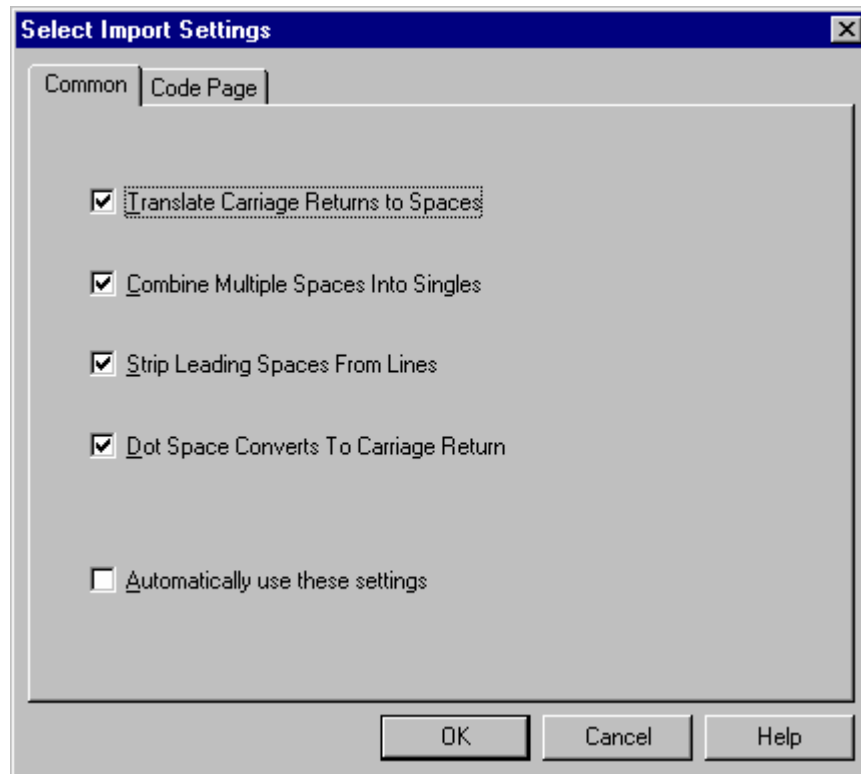 Select Import Settings
Common Code Page
Translate Carriage Returns to Spaces
Combine Multiple Spaces Into Singles
Strip Leading Spaces From Lines
Dot Space Converts To Carriage Return
Automatically use these settings
OK Cancel Help